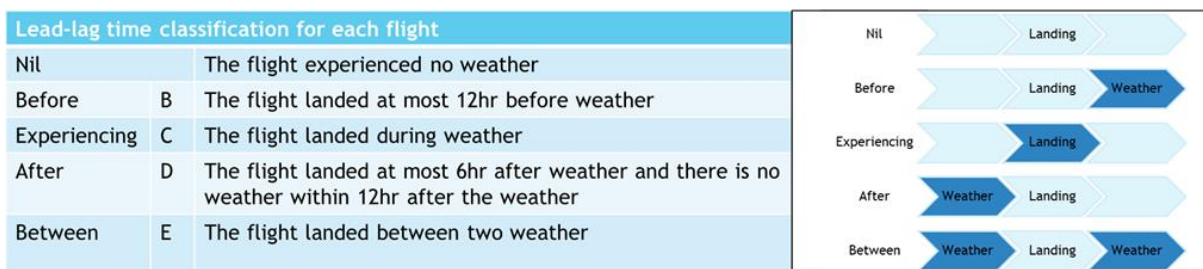 Lead-lag time classification for each flight
Nil The flight experienced no weather
Before B The flight landed at most 12hr before weather
Experiencing C The flight landed during weather
After D The flight landed at most 6hr after weather and there is no
weather within 12hr after the weather
Between E The flight landed between two weather
Nil Landing
Before Landing Weather
Experiencing Landing
After Weather Landing
Between Weather Landing Weather